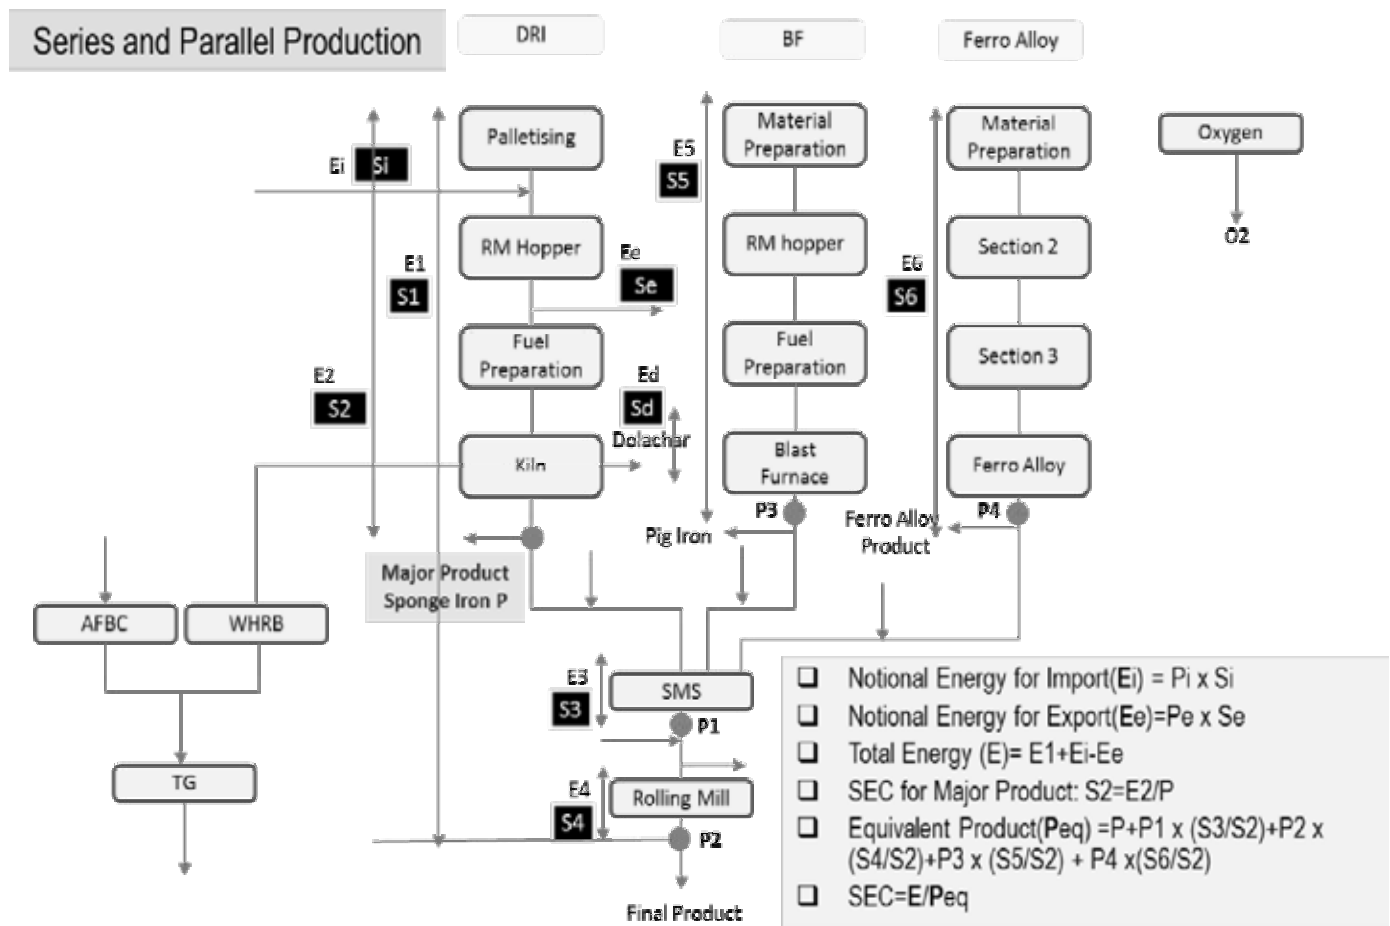 Series and Parallel Production
DRI
BF
Ferro Alloy
Palletising
Material
Preparation
Material
Preparation
Oxygen
Ei
Si
E5
S5
O2
RM Hopper
RM hopper
Section 2
E1
S1
Ee
Se
E6
S6
Fuel
Preparation
Fuel
Preparation
Section 3
E2
S2
Ed
Sd
Dolachar
Kiln
Blast
Furnace
Ferro Alloy
P3
P4
Pig Iron
Ferro Alloy
Product
Major Product
Sponge Iron P
AFBC
WHRB
E3
S3
SMS
P1
TG
E4
S4
Rolling Mill
P2
Final Product
Notional Energy for Import(Ei) = Pi x Si
Notional Energy for Export(Ee)=Pe x Se
Total Energy (E)= E1+Ei-Ee
SEC for Major Product: S2=E2/P
Equivalent Product(Peq) =P+P1 x (S3/S2)+P2 x
(S4/S2)+P3 x (S5/S2) + P4 x(S6/S2)
SEC=E/Peq